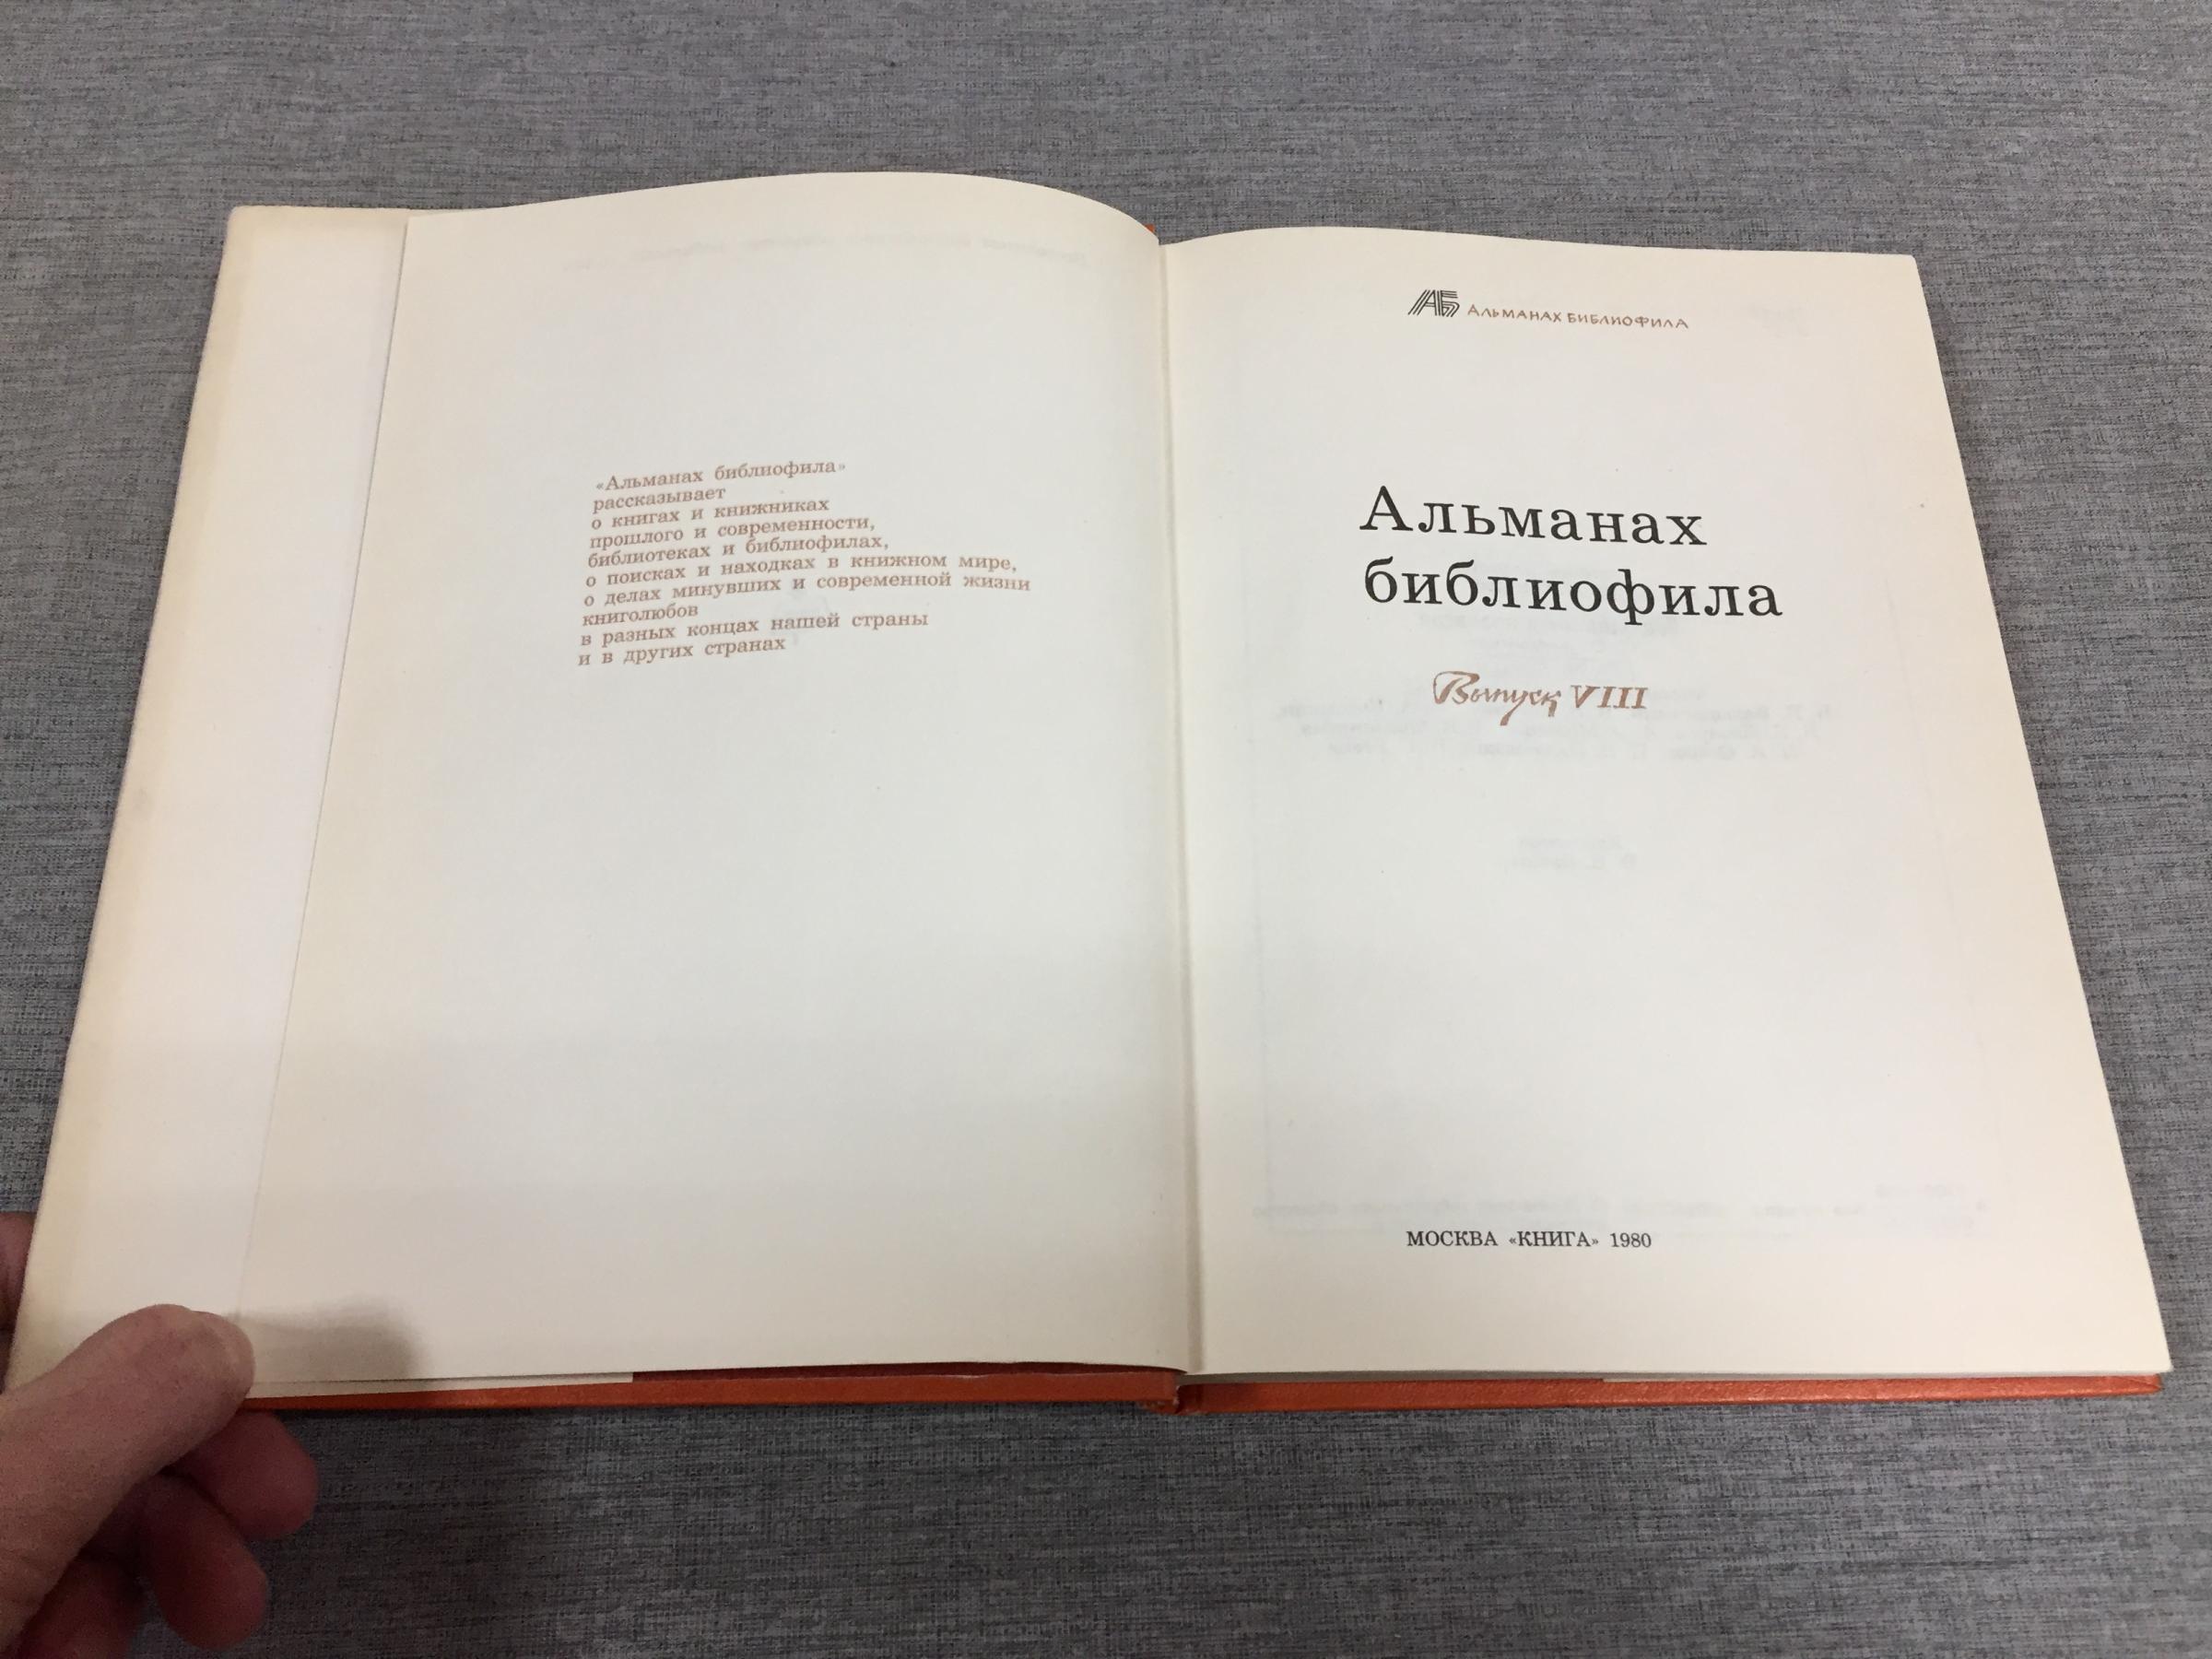 «Альманах библиофила»
рассказывает
о книгах и книжниках
прошлого и современности,
библиотеках и библиофилах,
о поисках и находках в книжном мире,
о делах минувших и современной жизни
книголюбов
в разных концах нашей страны
и в других странах
АБ АЛЬМАНАХ БИБЛИОФИЛА
Альманах
библиофила
Выпуск VIII
МОСКВА «КНИГА» 1980